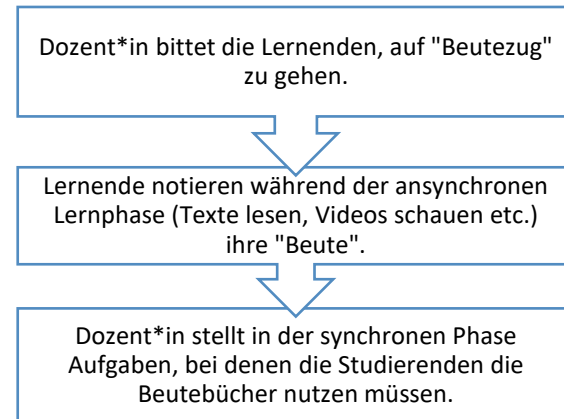 Dozent*in bittet die Lernenden, auf "Beutezug"
zu gehen.
Lernende notieren während der ansynchronen
Lernphase (Texte lesen, Videos schauen etc.)
ihre "Beute".
Dozent*in stellt in der synchronen Phase
Aufgaben, bei denen die Studierenden die
Beutebücher nutzen müssen.